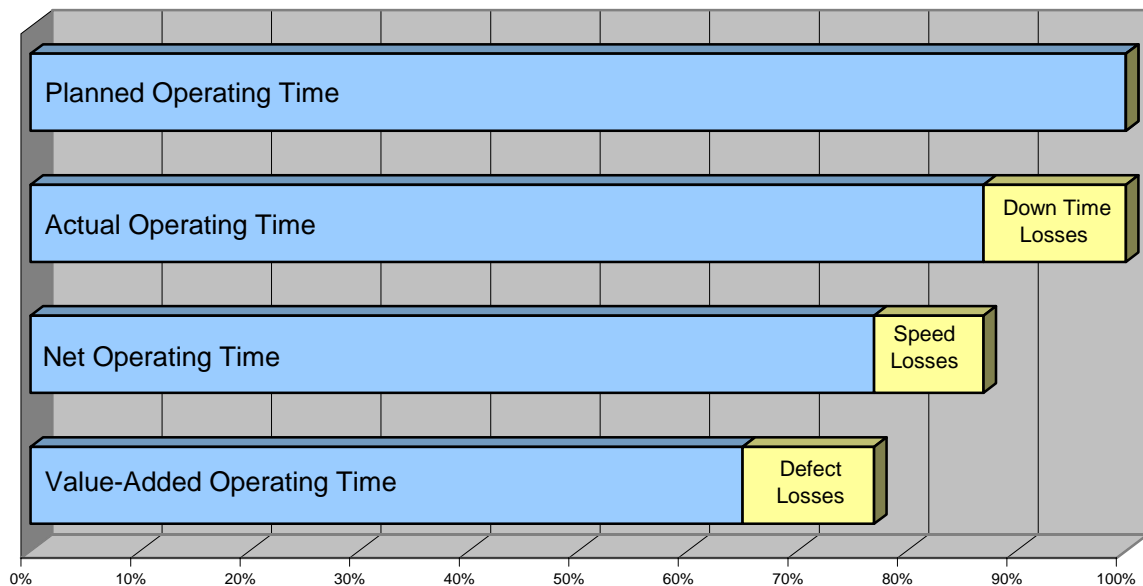 Planned Operating Time
Actual Operating Time
Down Time
Losses
Net Operating Time
Speed
Losses
Value-Added Operating Time
Defect
Losses
0% 10% 20% 30% 40% 50% 60% 70% 80% 90% 100%